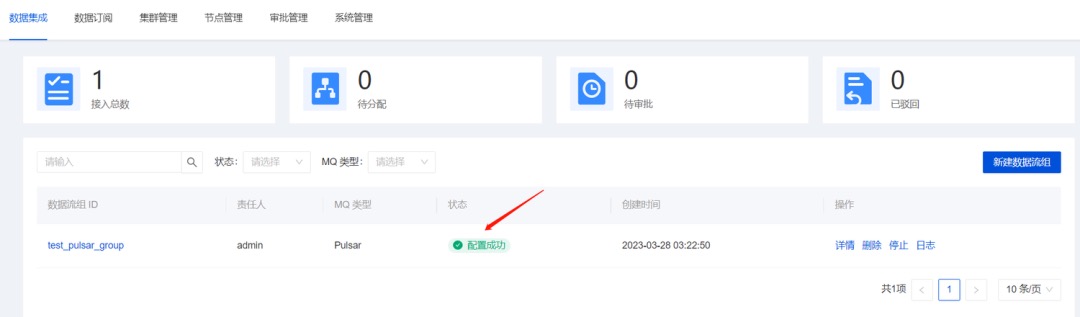 数据集成 数据订阅 集群管理 节点管理 审批管理 系统管理
1 0 0 0
接入总数 待分配 待审批 已驳回
请输入 状态: 请选择 MQ 类型: 请选择 新建数据流组
数据流组 ID 责任人 MQ 类型 状态 创建时间 操作
test_pulsar_group admin Pulsar 配置成功 2023-03-28 03:22:50 详情 删除 停止 日志
共1项 < 1 > 10 条/页